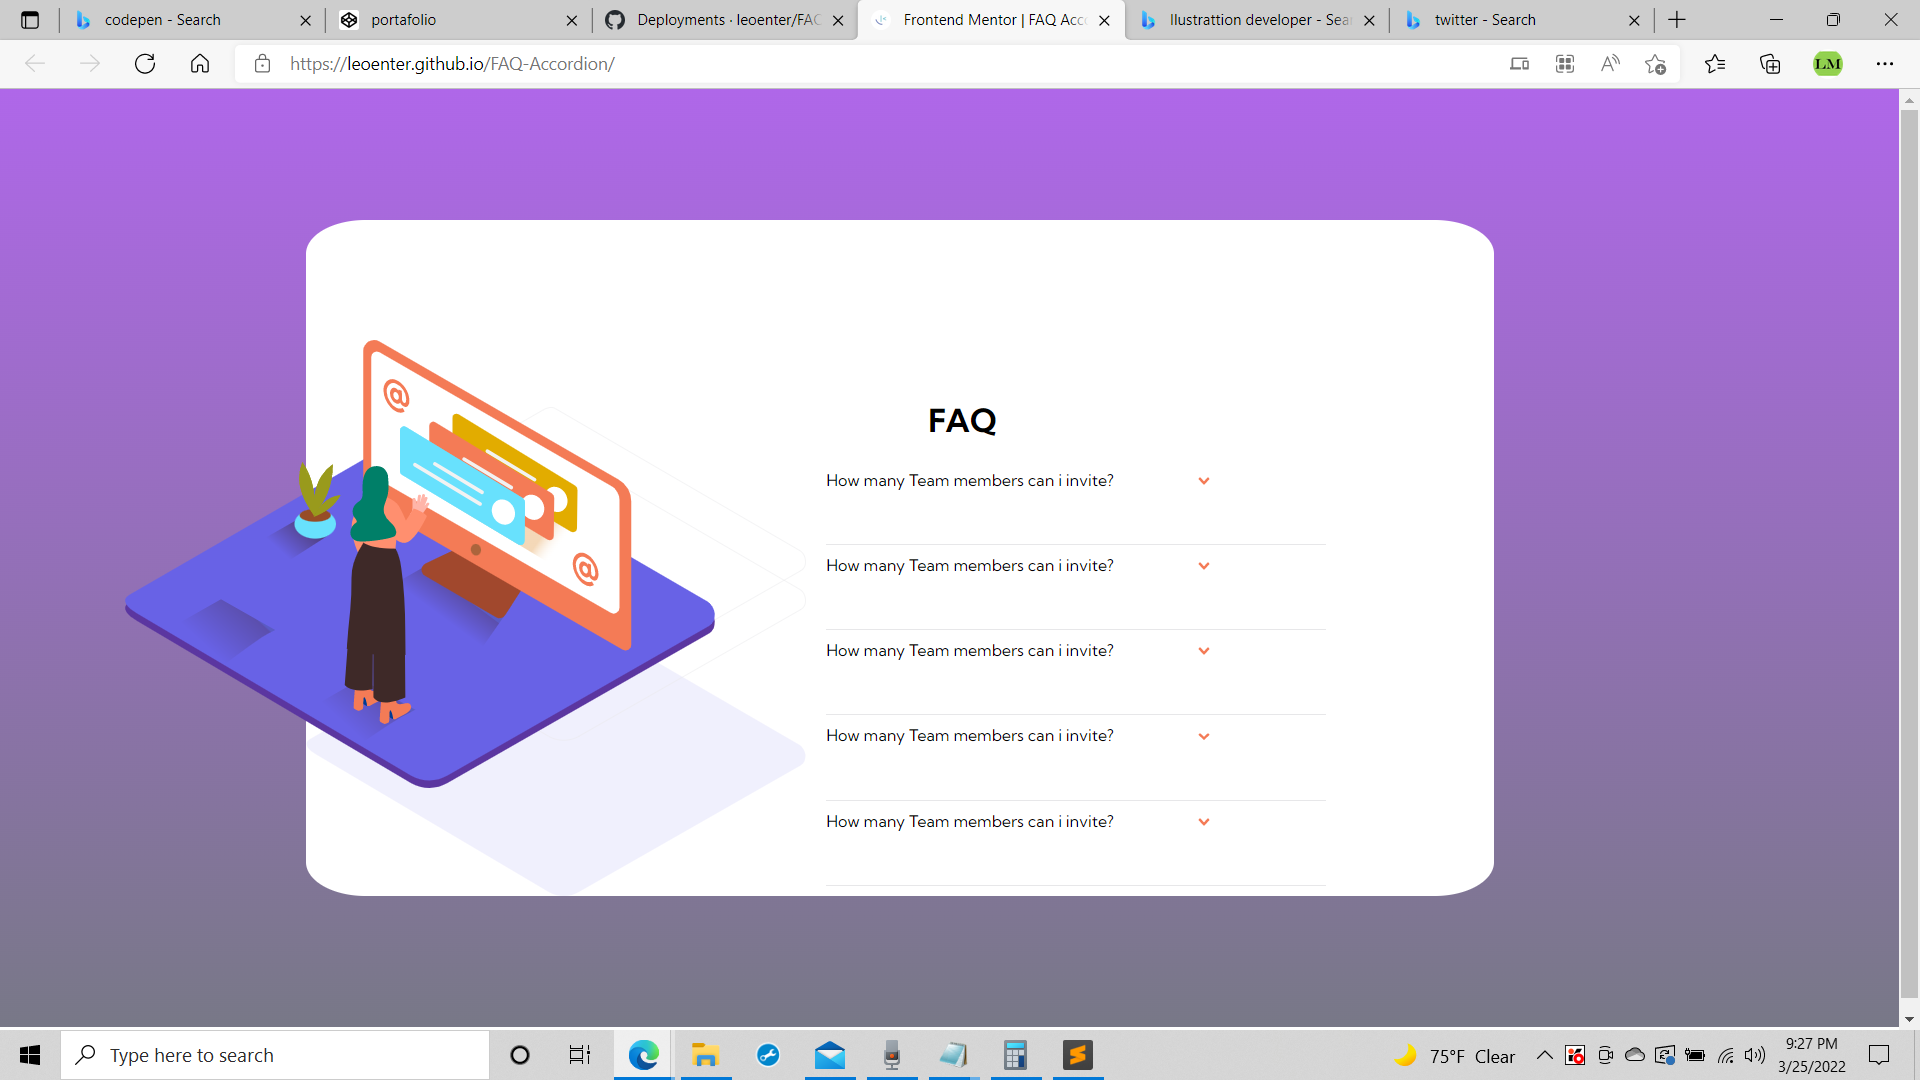 codepen - Search
portafolio
Deployments · leoenter/FAC
Frontend Mentor | FAQ Acc
Ilustrattion developer - Sea
twitter - Search
https://leoenter.github.io/FAQ-Accordion/
LM
@
@
FAQ
How many Team members can i invite?
How many Team members can i invite?
How many Team members can i invite?
How many Team members can i invite?
How many Team members can i invite?
Type here to search
75°F Clear
9:27 PM
3/25/2022